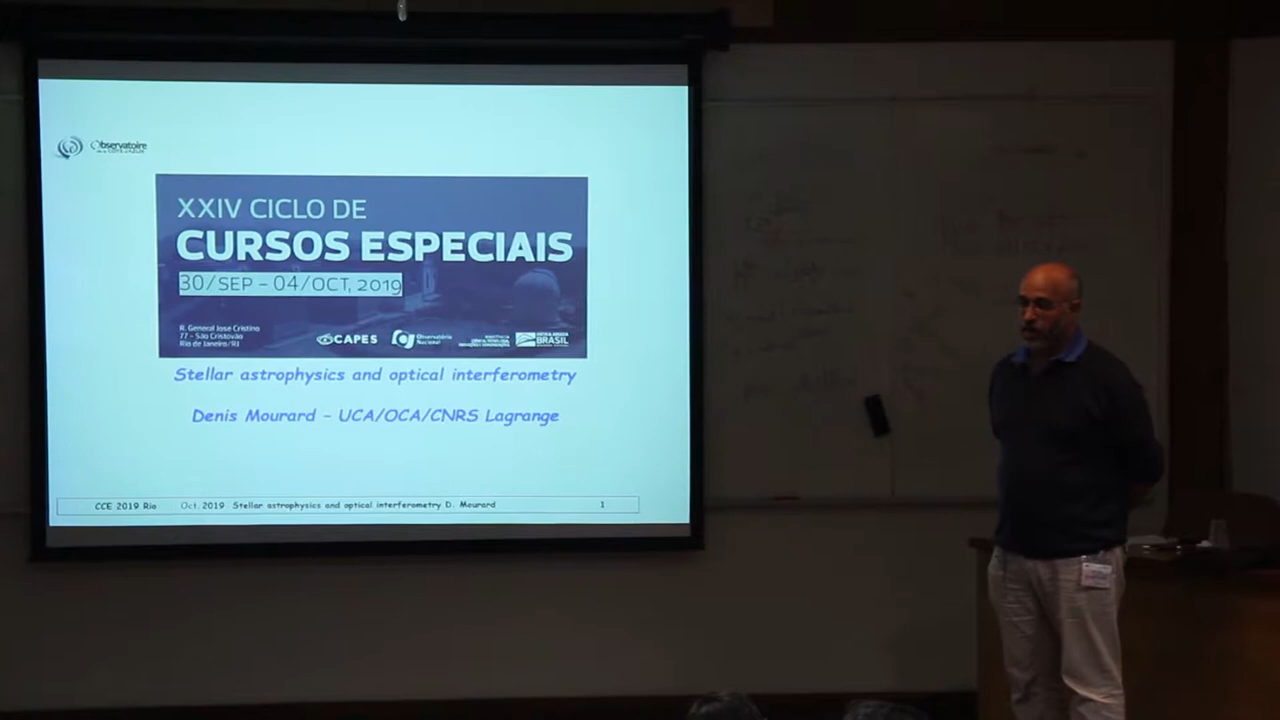 Observatoire
XXIV CICLO DE
CURSOS ESPECIAIS
30/SEP – 04/OCT, 2019
R. General José Cristino
77 - São Cristóvão
Rio de Janeiro/RJ
CAPES
Observatório
Nacional
BRASIL
Stellar astrophysics and optical interferometry
Denis Mourard – UCA/OCA/CNRS Lagrange
CCE 2019 Rio Oct. 2019 Stellar astrophysics and optical interferometry D. Mourard 1